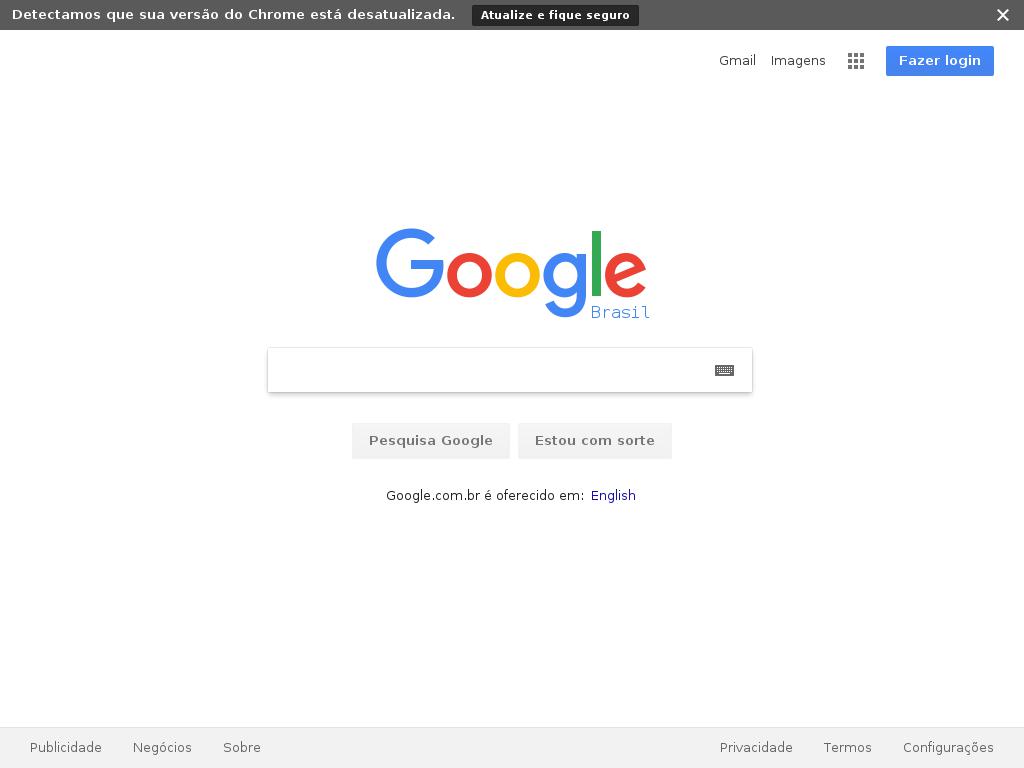 Detectamos que sua versão do Chrome está desatualizada. Atualize e fique seguro
Gmail Imagens Fazer login
Google
Brasil
Pesquisa Google Estou com sorte
Google.com.br é oferecido em: English
Publicidade Negócios Sobre Privacidade Termos Configurações